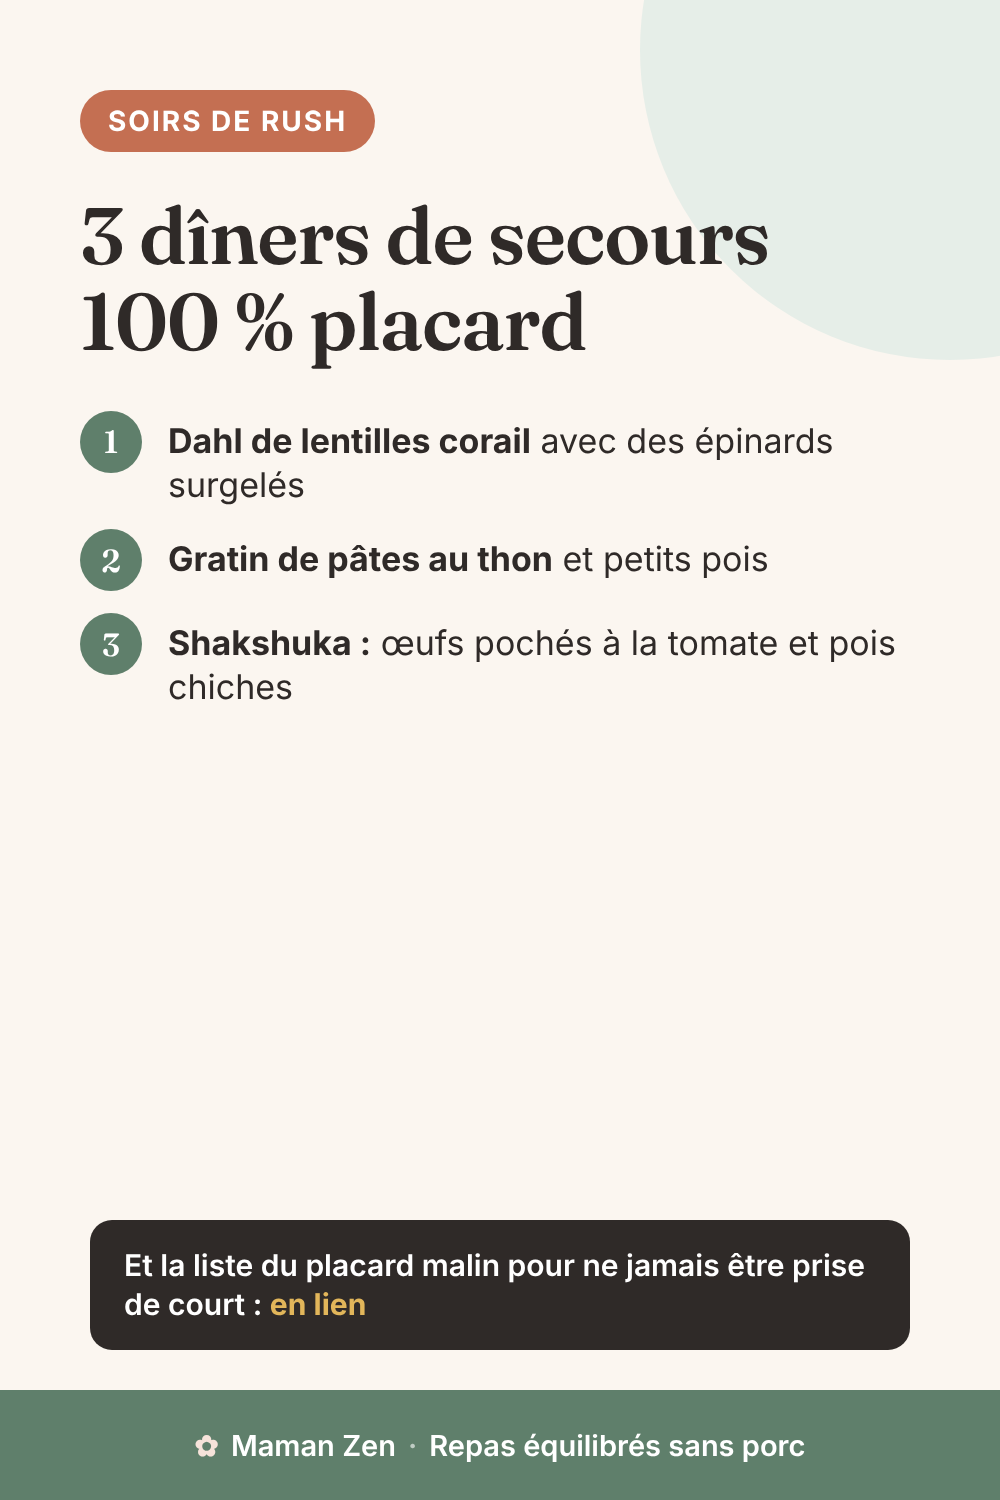 SOIRS DE RUSH
3 dîners de secours
100 % placard
1 Dahl de lentilles corail avec des épinards
surgelés
2 Gratin de pâtes au thon et petits pois
3 Shakshuka : œufs pochés à la tomate et pois
chiches
Et la liste du placard malin pour ne jamais être prise
de court : en lien
✿ Maman Zen · Repas équilibrés sans porc